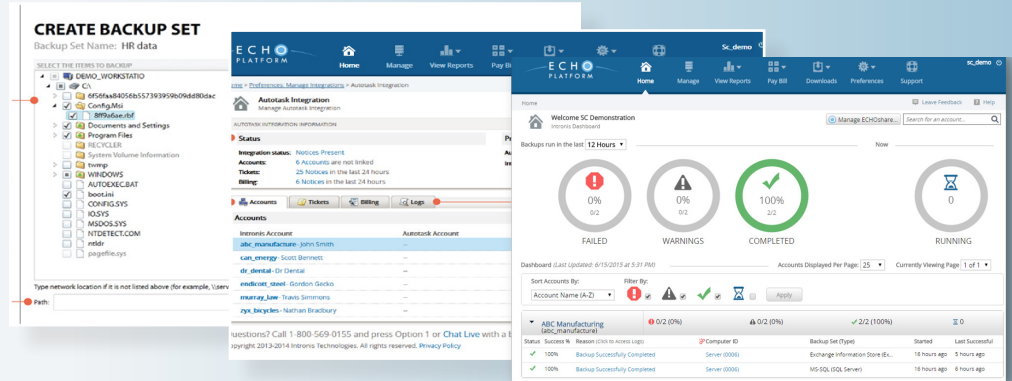 CREATE BACKUP SET
Backup Set Name: HR data
SELECT THE ITEMS TO BACKUP
DEMO_WORKSTATIO
C:\
6f56faa84056b557393959b09dd80dac
Config.Msi
8ff9a6ae.rbf
Documents and Settings
Program Files
RECYCLER
System Volume Information
twmp
WINDOWS
AUTOEXEC.BAT
boot.ini
CONFIG.SYS
IO.SYS
MSDOS.SYS
NTDETECT.COM
ntldr
pagefile.sys
Type network location if it is not listed above (for example, \\serv
Path:
ECHO
PLATFORM
Home
Manage
View Reports
Pay Bi
Sc_demo
Home > Preferences: Manage Integrations > Autotask Integration
Autotask Integration
Manage Autotask Integration
AUTOTASK INTEGRATION INFORMATION
Status
Integration status: Notices Present
Accounts: 6 Accounts are not linked
Tickets: 25 Notices in the last 24 hours
Billing: 6 Notices in the last 24 hours
Accounts
Tickets
Billing
Logs
Accounts
Intronis Account
Autotask Account
abc_manufacture - John Smith --
can_energy - Scott Bennett --
dr_dental - Dr Dental --
endicott_steel - Gordon Gecko --
murray_law - Travis Simmons --
zyx_bicycles - Nathan Bradbury --
uestions? Call 1-800-569-0155 and press Option 1 or Chat Live with a b
opyright 2013-2014 Intronis Technologies. All rights reserved. Privacy Policy
ECHO
PLATFORM
Home
Manage
View Reports
Pay Bill
Downloads
Preferences
Support
sc_demo
Home
Leave Feedback
Help
Welcome SC Demonstration
Intronis Dashboard
Manage ECHOshare...
Search for an account...
Backups run in the last 12 Hours
Now
0%
0/2
FAILED
0%
0/2
WARNINGS
100%
2/2
COMPLETED
0
RUNNING
Dashboard (Last Updated: 6/15/2015 at 5:31 PM)
Accounts Displayed Per Page: 25
Currently Viewing Page 1 of 1
Sort Accounts By:
Account Name (A-Z)
Filter By:
Apply
ABC Manufacturing
(abc_manufacture)
0/2 (0%)
0/2 (0%)
2/2 (100%)
0
Status Success % Reason (Click to Access Logs) Computer ID Backup Set (Type) Started Last Successful
100% Backup Successfully Completed Server (0006) Exchange Information Store (Ex... 16 hours ago 5 hours ago
100% Backup Successfully Completed Server (0006) MS-SQL (SQL Server) 16 hours ago 6 hours ago